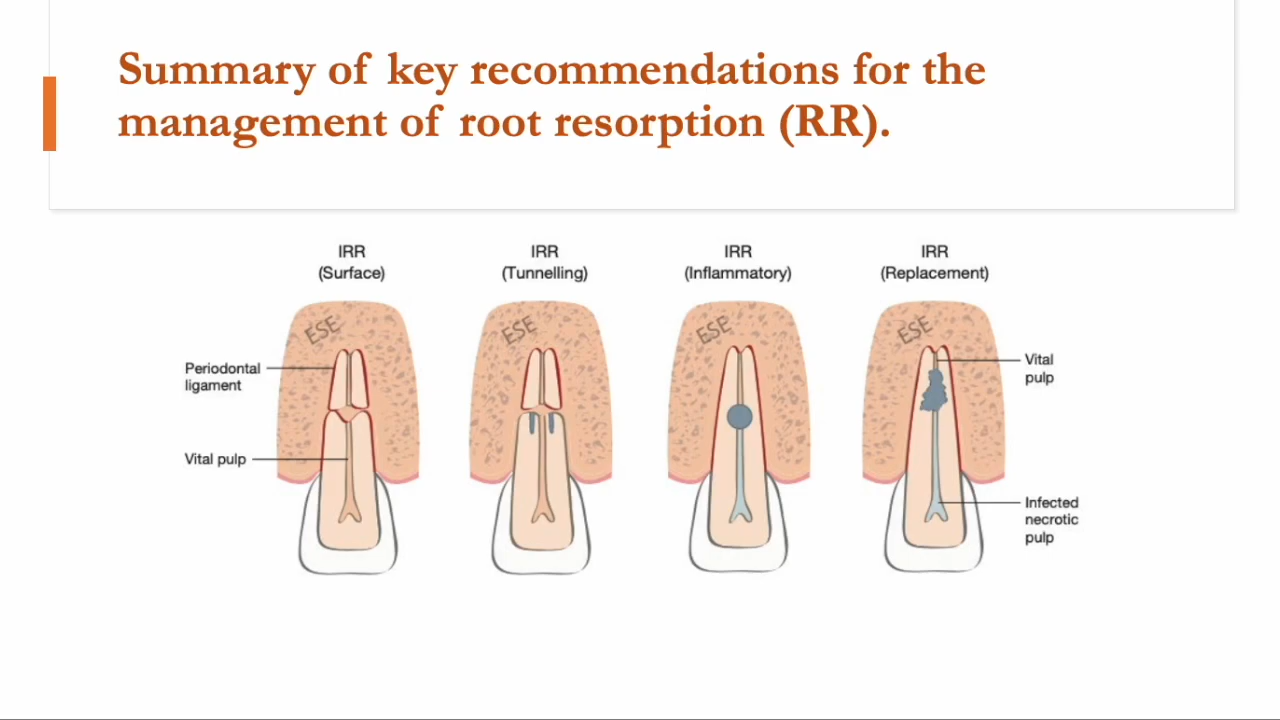 Summary of key recommendations for the
management of root resorption (RR).
IRR
(Surface)
IRR
(Tunnelling)
IRR
(Inflammatory)
IRR
(Replacement)
ESE
ESE
ESE
ESE
Periodontal
ligament
Vital
pulp
Vital pulp
Infected
necrotic
pulp